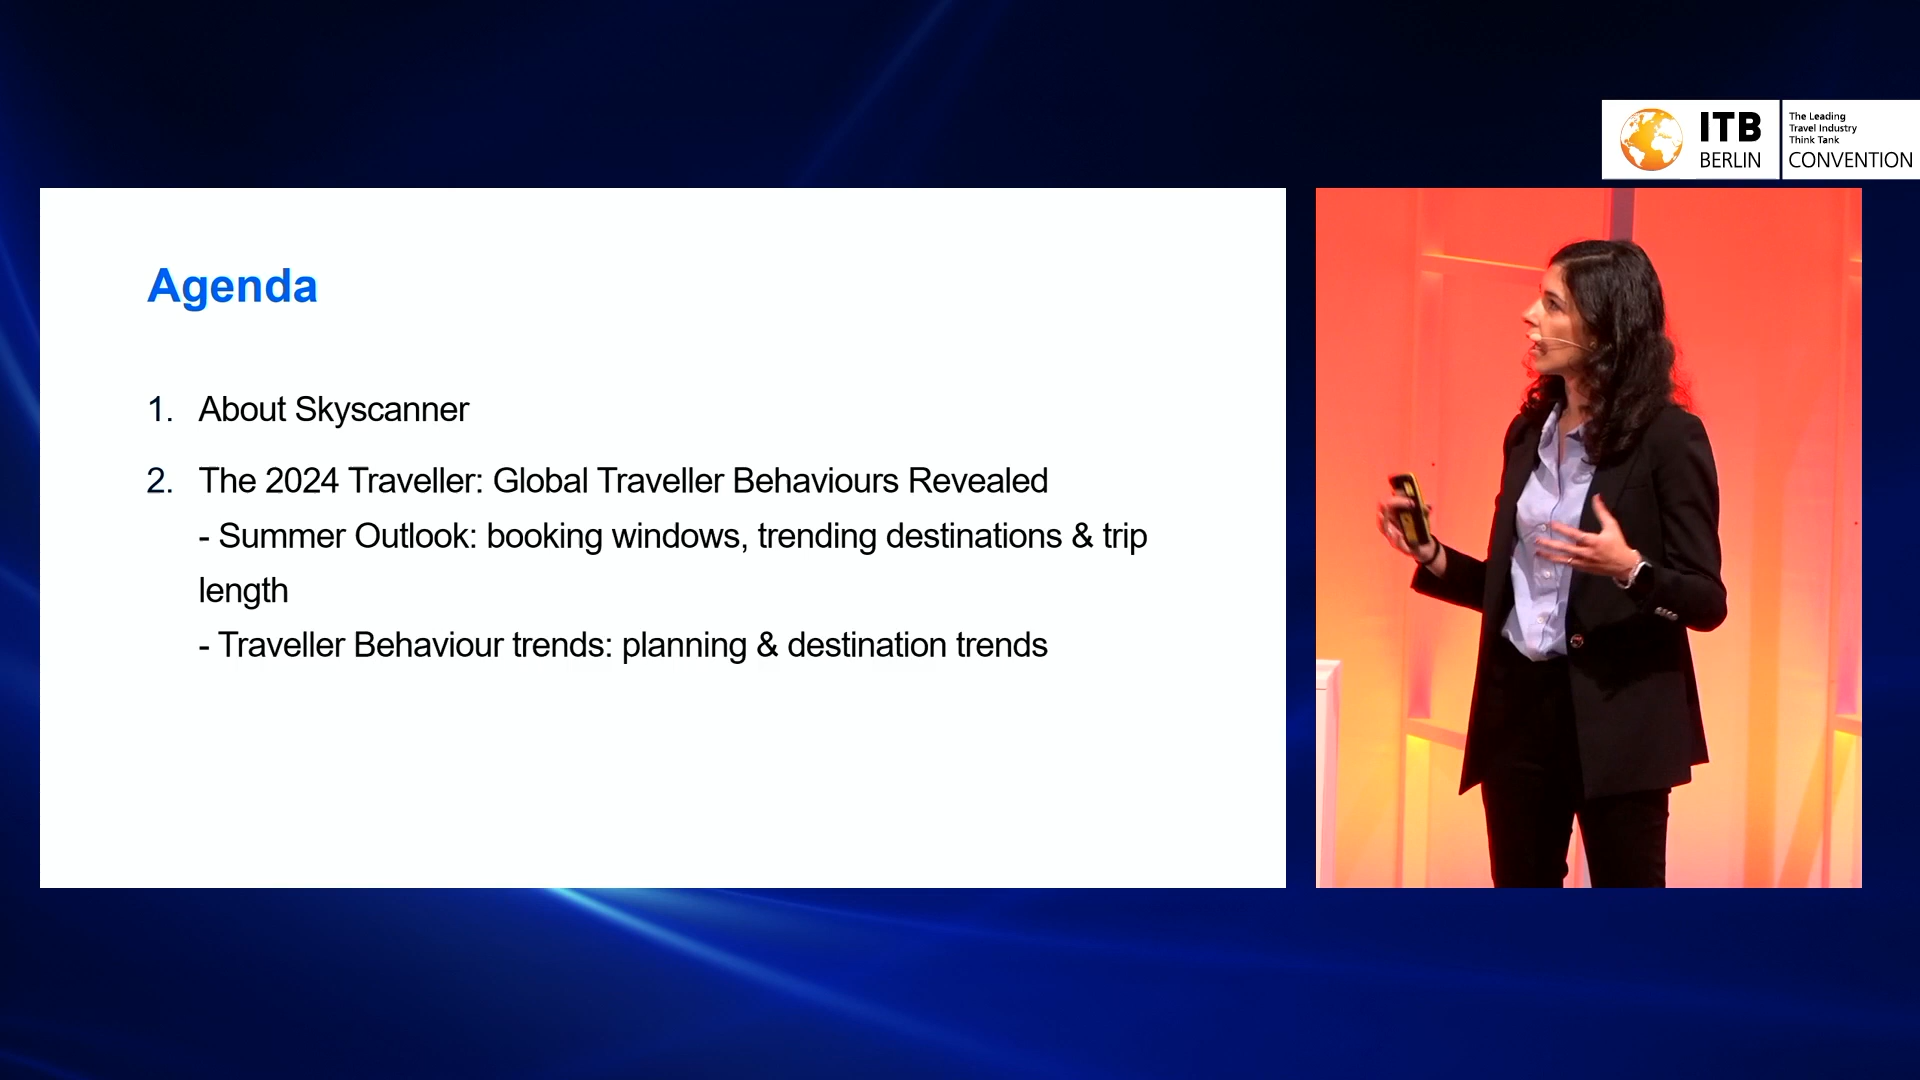 ITB
BERLIN
The Leading
Travel Industry
Think Tank
CONVENTION
Agenda
1. About Skyscanner
2. The 2024 Traveller: Global Traveller Behaviours Revealed
- Summer Outlook: booking windows, trending destinations & trip
length
- Traveller Behaviour trends: planning & destination trends